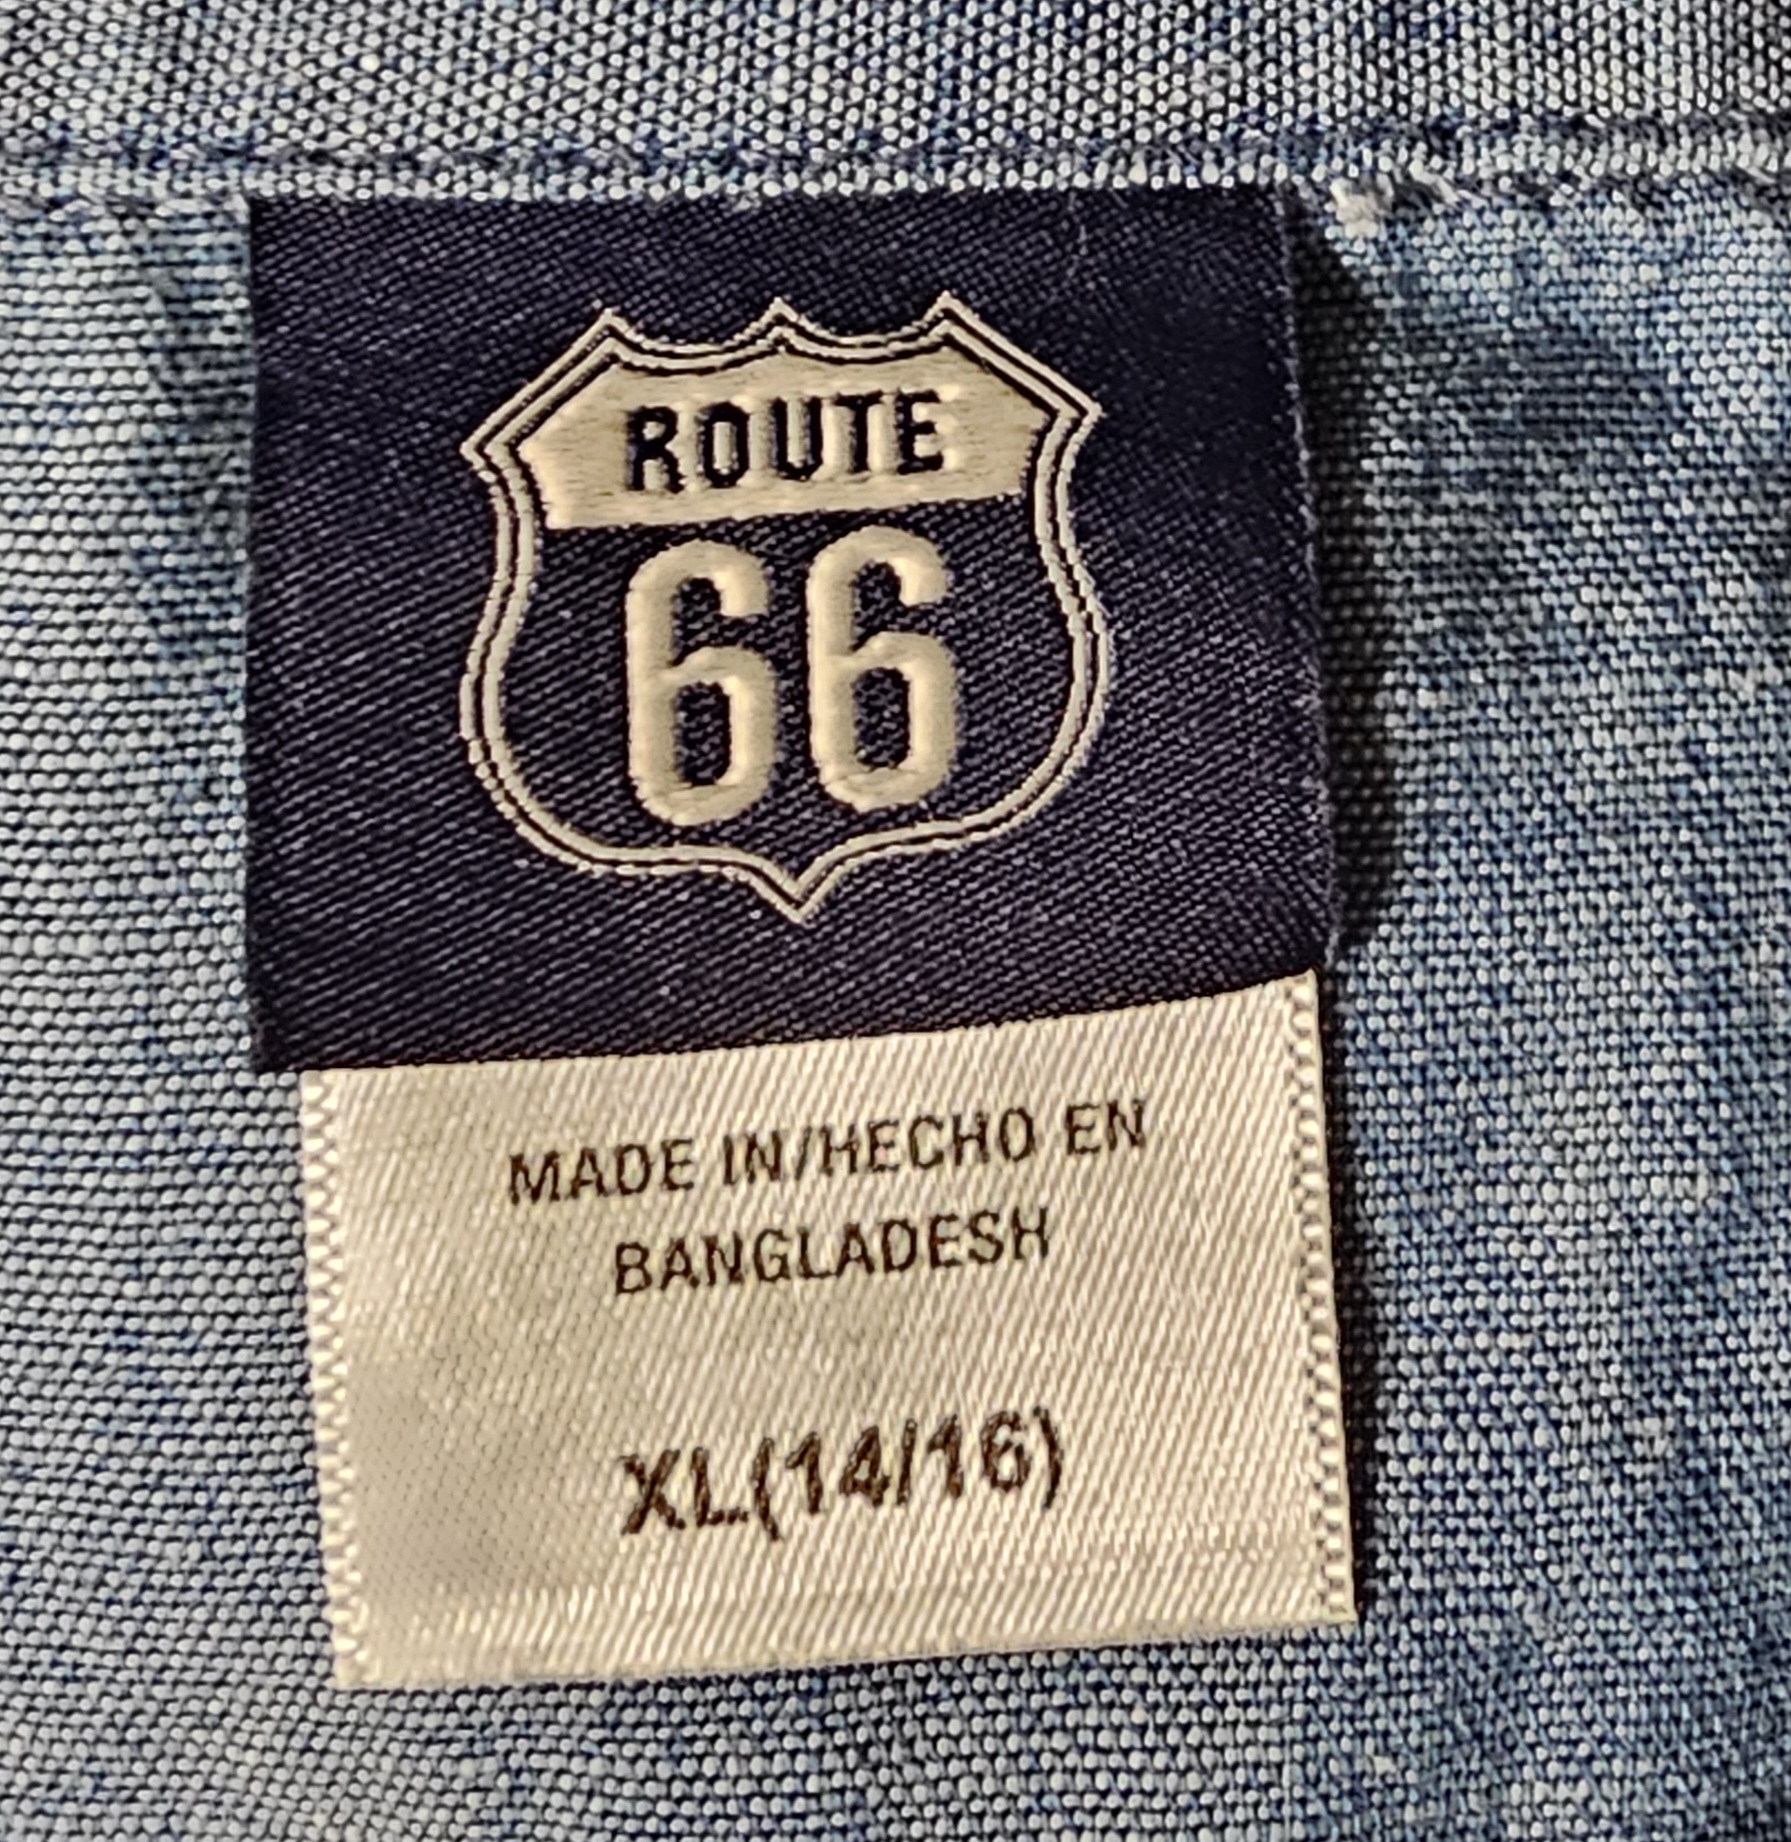 ROUTE
66
MADE IN/HECHO EN
BANGLADESH
XL(14/16)